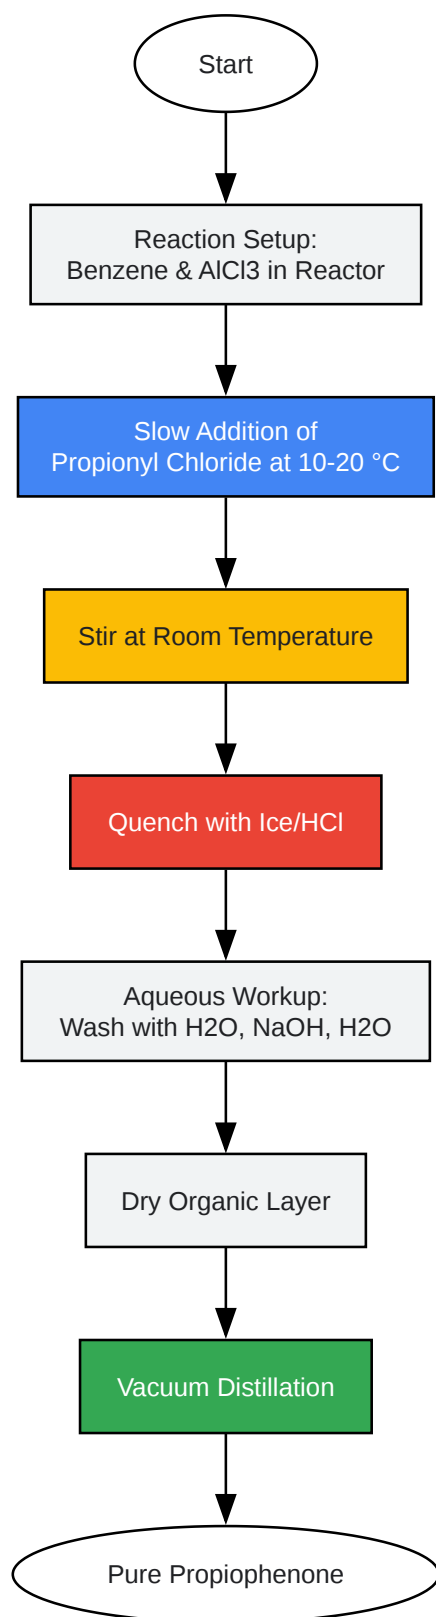 Start
Reaction Setup:
Benzene & AlCl3 in Reactor
Slow Addition of
Propionyl Chloride at 10-20 °C
Stir at Room Temperature
Quench with Ice/HCl
Aqueous Workup:
Wash with H2O, NaOH, H2O
Dry Organic Layer
Vacuum Distillation
Pure Propiophenone